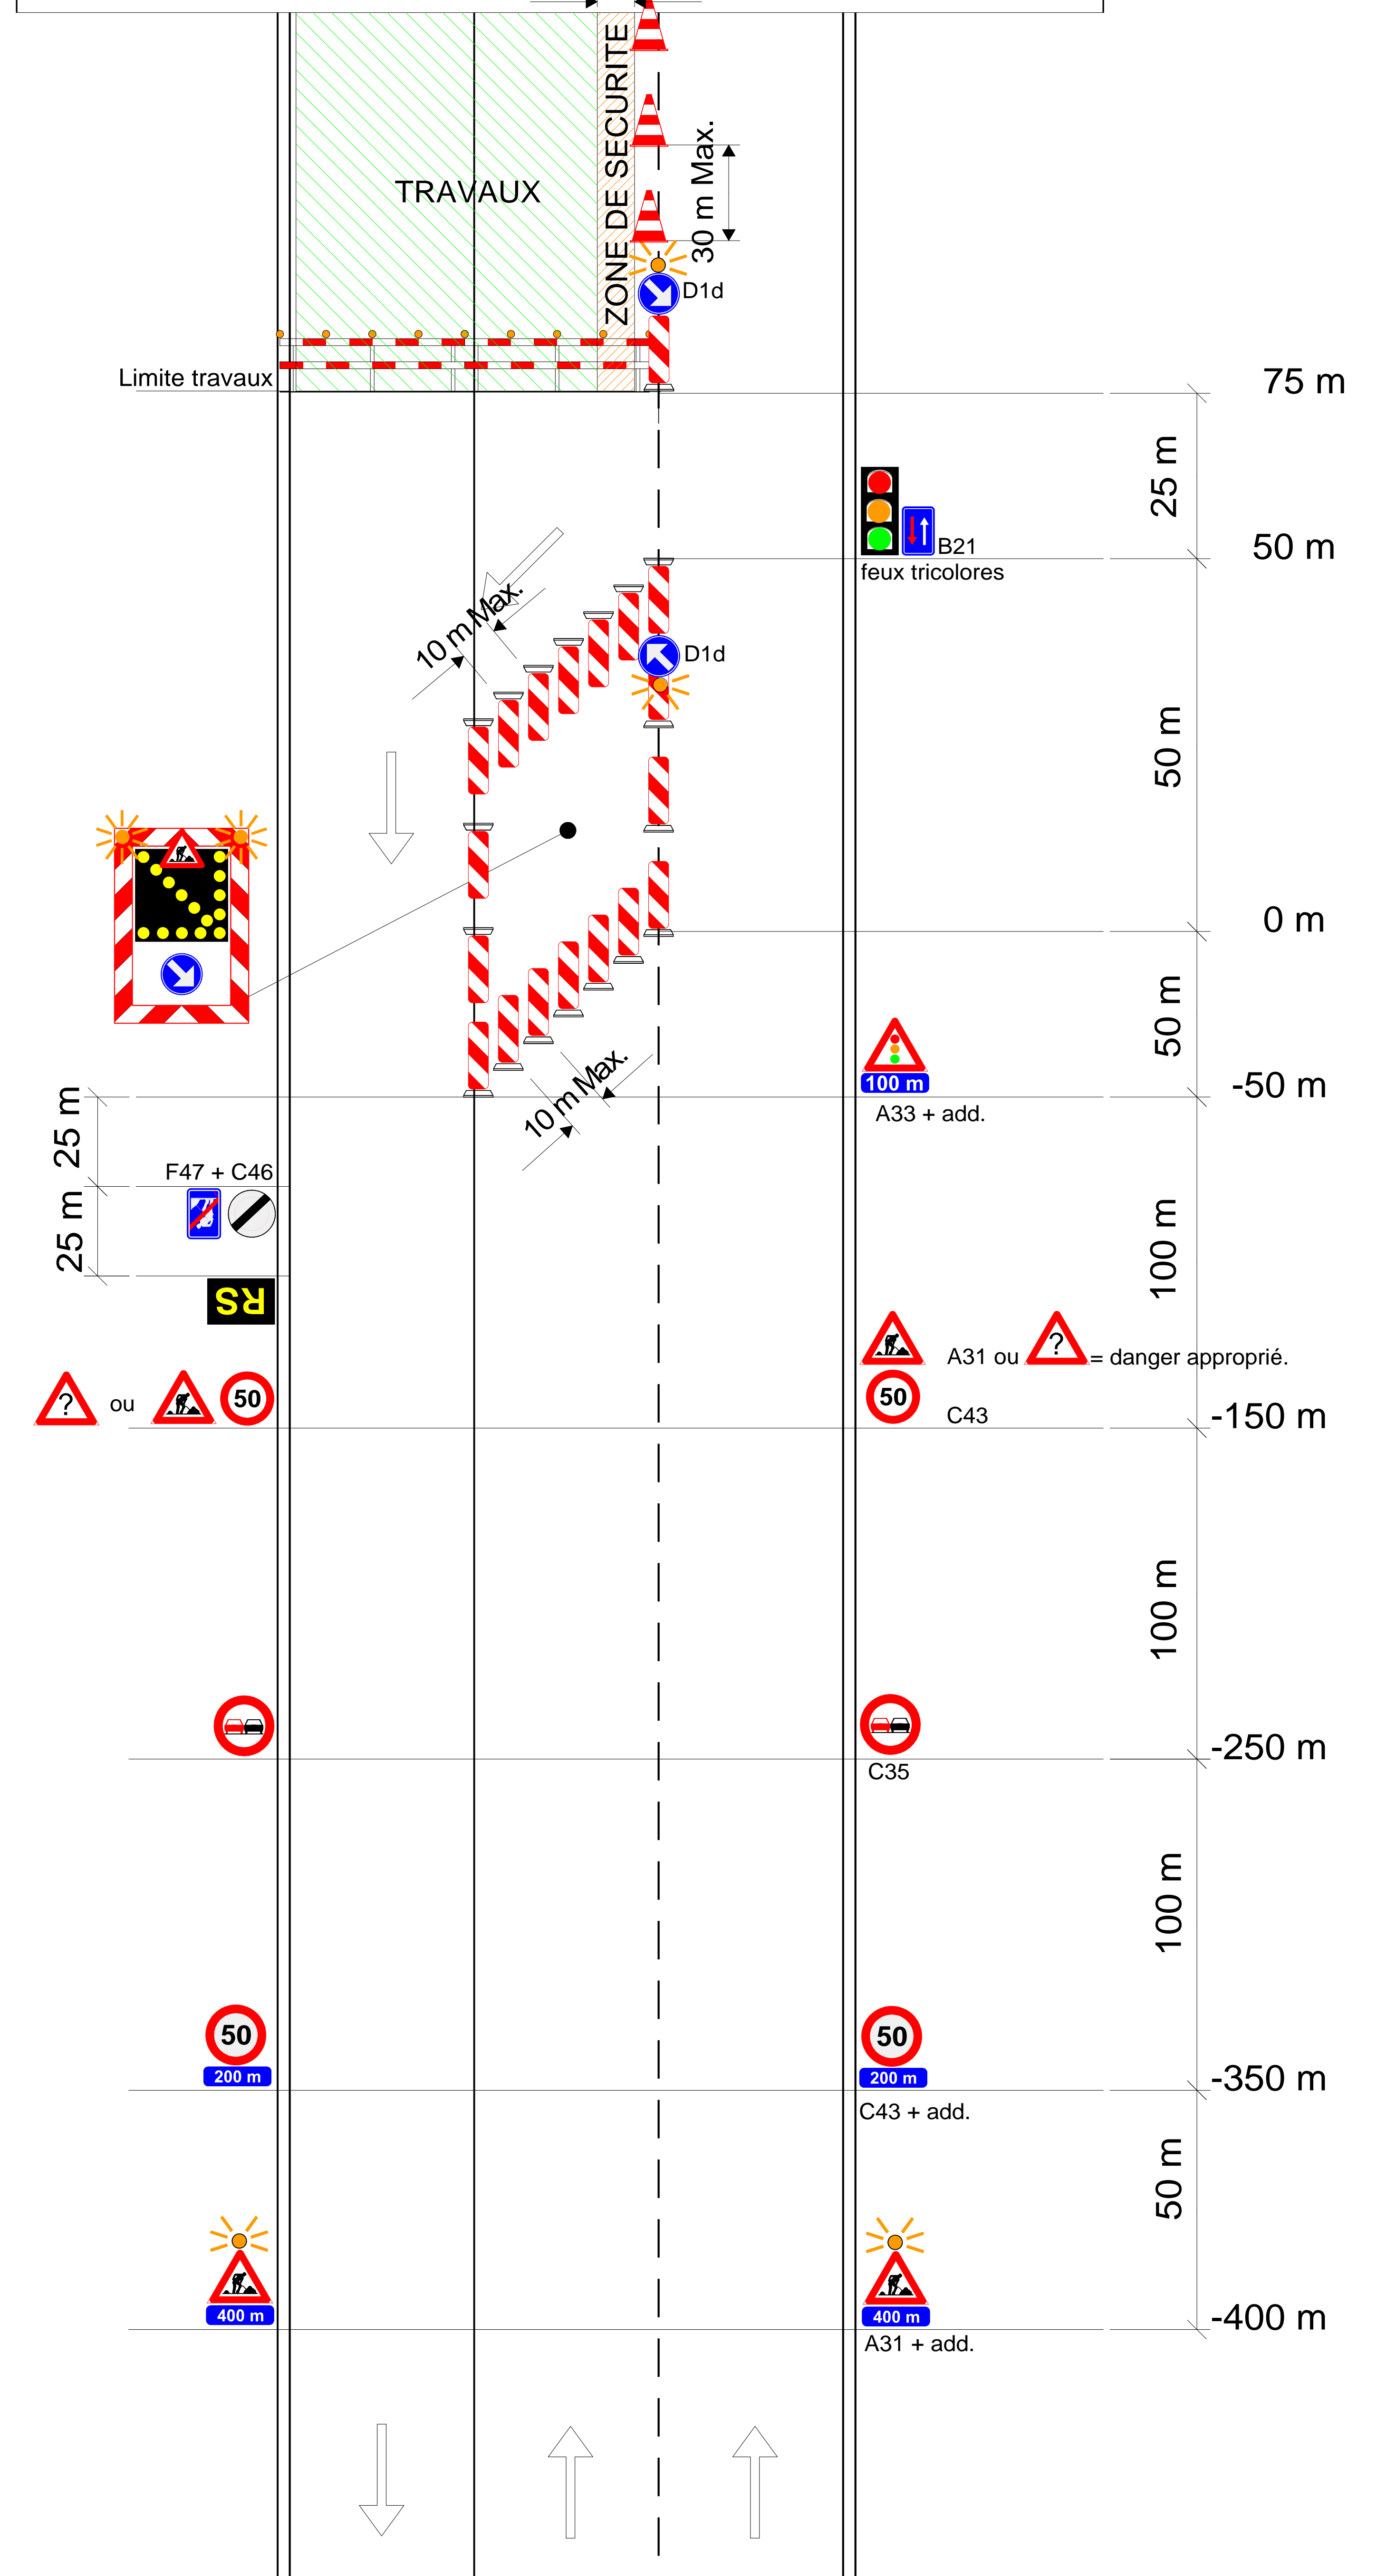 ZONE DE SECURITE
TRAVAUX
30 m Max.
D1d
Limite travaux
75 m
25 m
50 m
B21
feux tricolores
10 m Max.
D1d
50 m
0 m
50 m
100 m
-50 m
A33 + add.
10 m Max.
25 m
F47 + C46
25 m
100 m
RS
A31 ou ? = danger approprié.
? ou 50
50
C43
-150 m
100 m
-250 m
C35
100 m
50
200 m
50
200 m
-350 m
C43 + add.
50 m
400 m
400 m
-400 m
A31 + add.